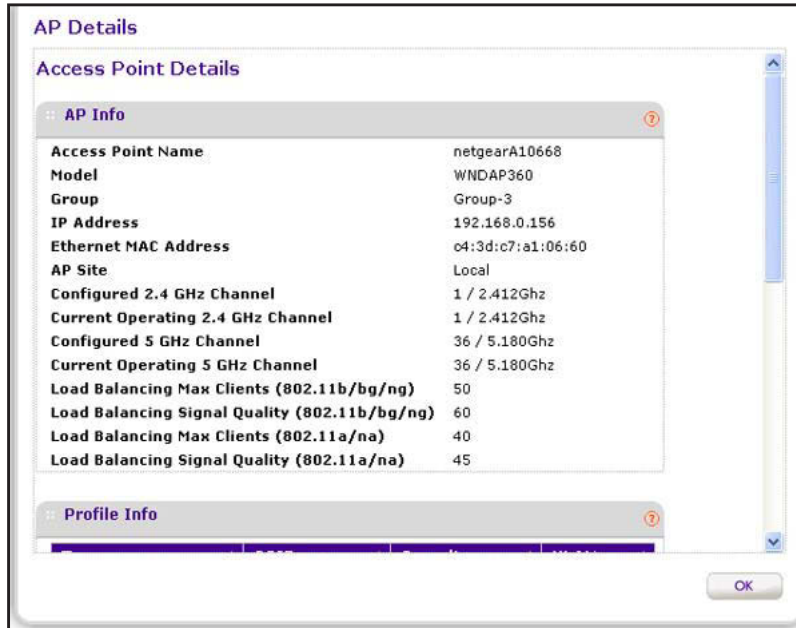 AP Details
Access Point Details
AP Info
Access Point Name netgearA10668
Model WNDAP360
Group Group-3
IP Address 192.168.0.156
Ethernet MAC Address c4:3d:c7:a1:06:60
AP Site Local
Configured 2.4 GHz Channel 1 / 2.412Ghz
Current Operating 2.4 GHz Channel 1 / 2.412Ghz
Configured 5 GHz Channel 36 / 5.180Ghz
Current Operating 5 GHz Channel 36 / 5.180Ghz
Load Balancing Max Clients (802.11b/bg/ng) 50
Load Balancing Signal Quality (802.11b/bg/ng) 60
Load Balancing Max Clients (802.11a/na) 40
Load Balancing Signal Quality (802.11a/na) 45
Profile Info
OK